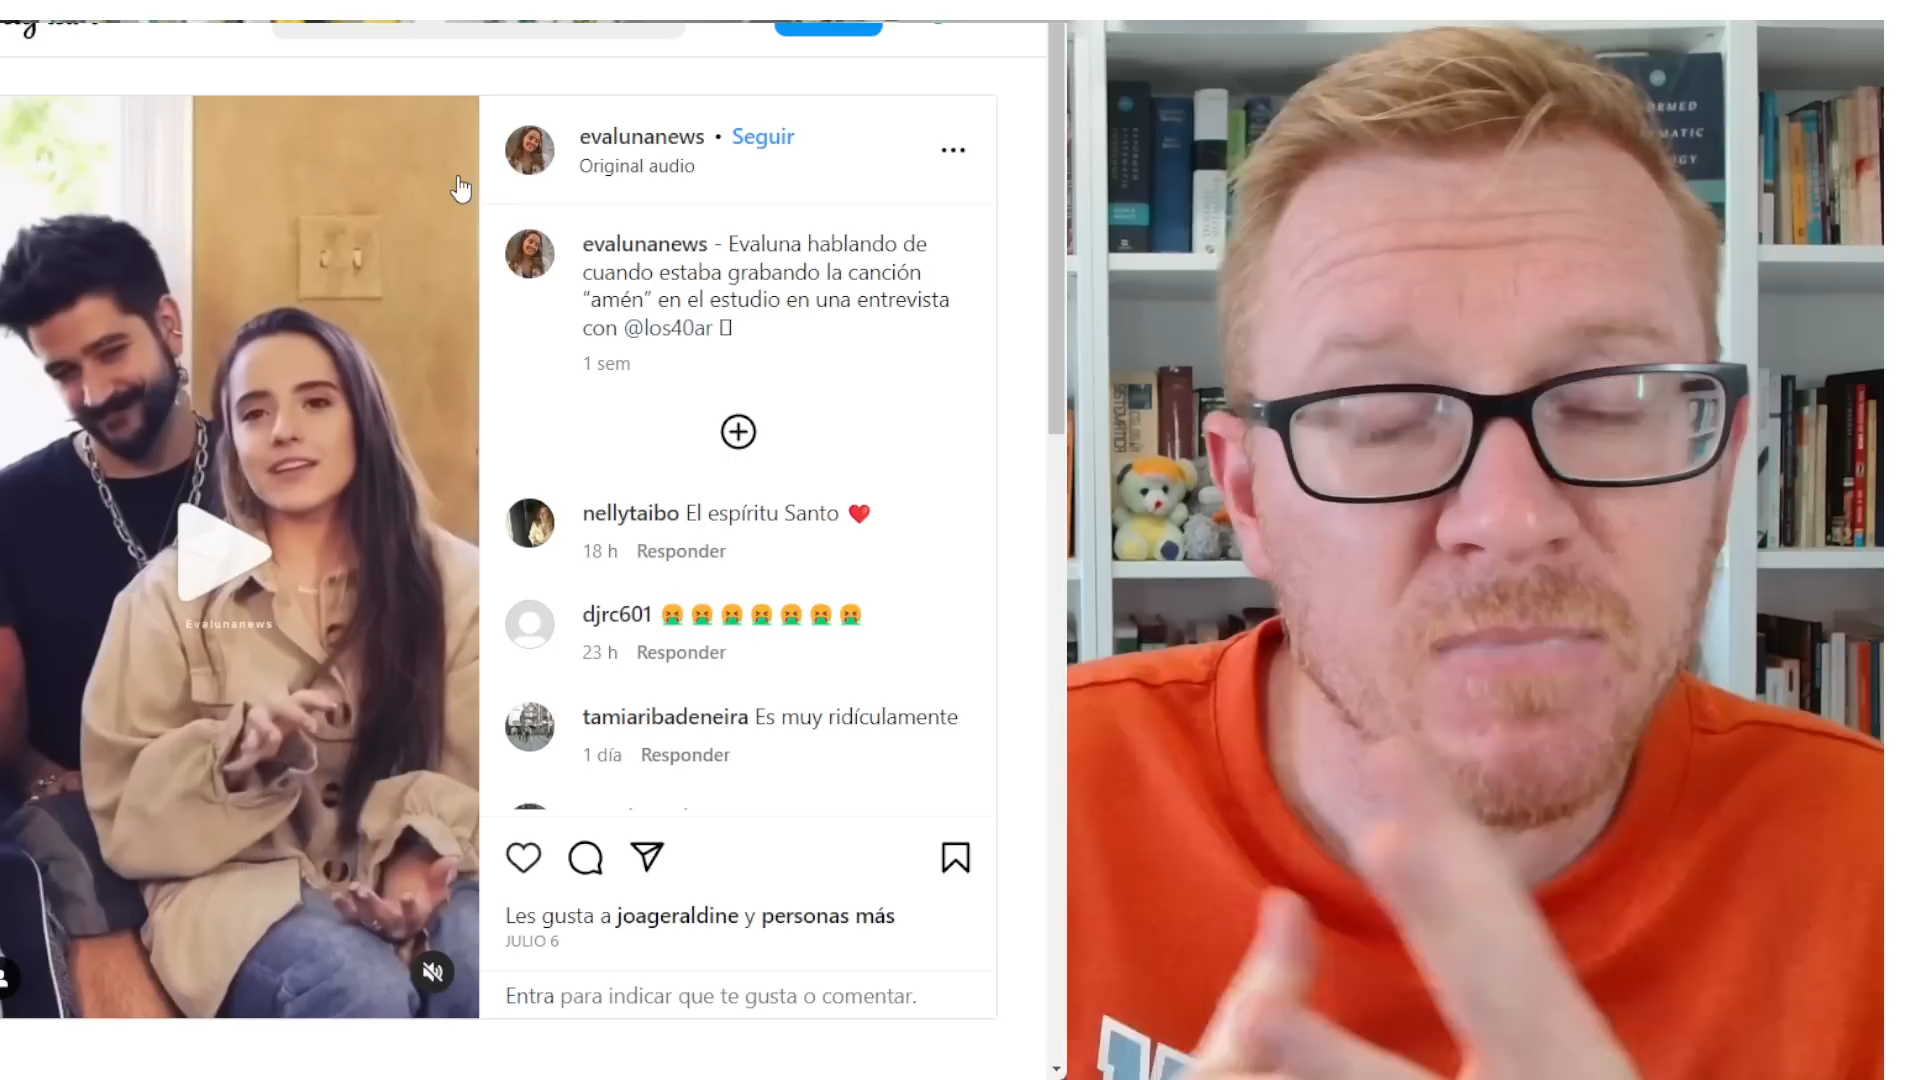 evalunanews • Seguir
Original audio
evalunanews - Evaluna hablando de
cuando estaba grabando la canción
"amén" en el estudio en una entrevista
con @los40ar
1 sem
nellytaibo El espíritu Santo ❤️
18 h Responder
djrc601 🤮🤮🤮🤮🤮🤮🤮
23 h Responder
tamiaribadeneira Es muy ridículamente
1 día Responder
Les gusta a joageraldine y personas más
JULIO 6
Entra para indicar que te gusta o comentar.
Evalunanews